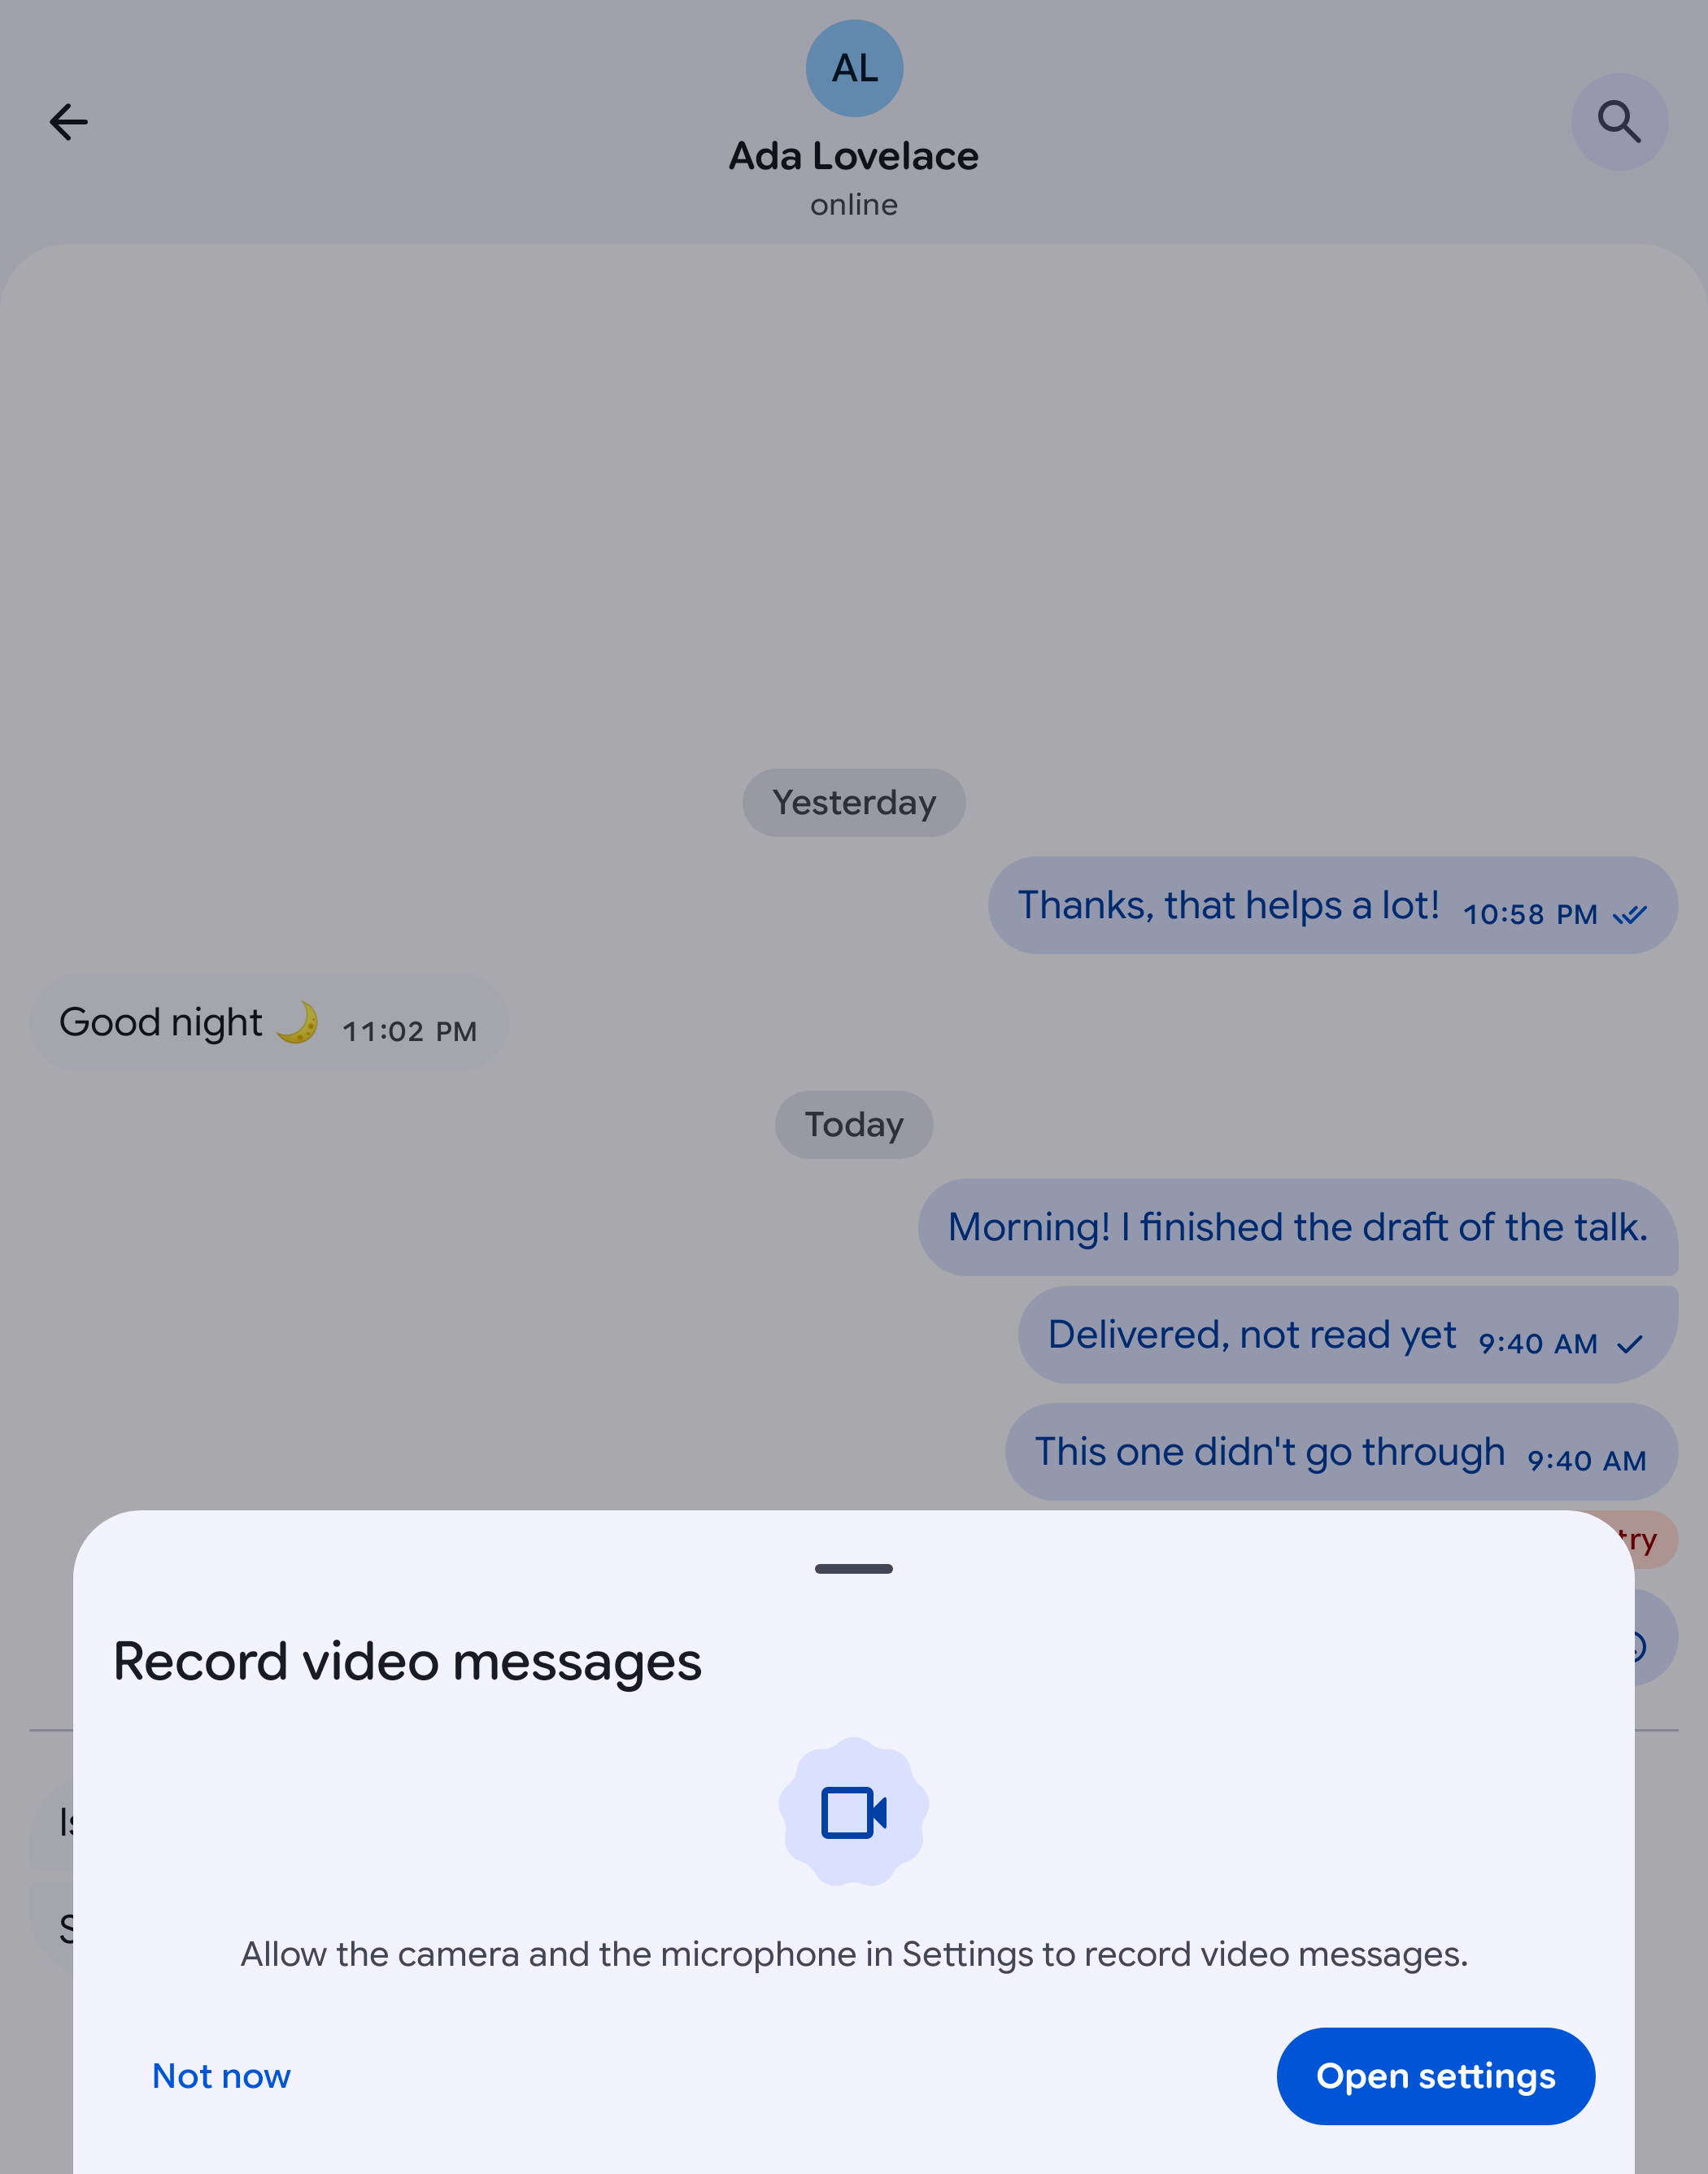 AL
Ada Lovelace
online
Yesterday
Thanks, that helps a lot! 10:58 PM
Good night 🌙 11:02 PM
Today
Morning! I finished the draft of the talk.
Delivered, not read yet 9:40 AM
This one didn't go through 9:40 AM
Record video messages
Allow the camera and the microphone in Settings to record video messages.
Not now
Open settings